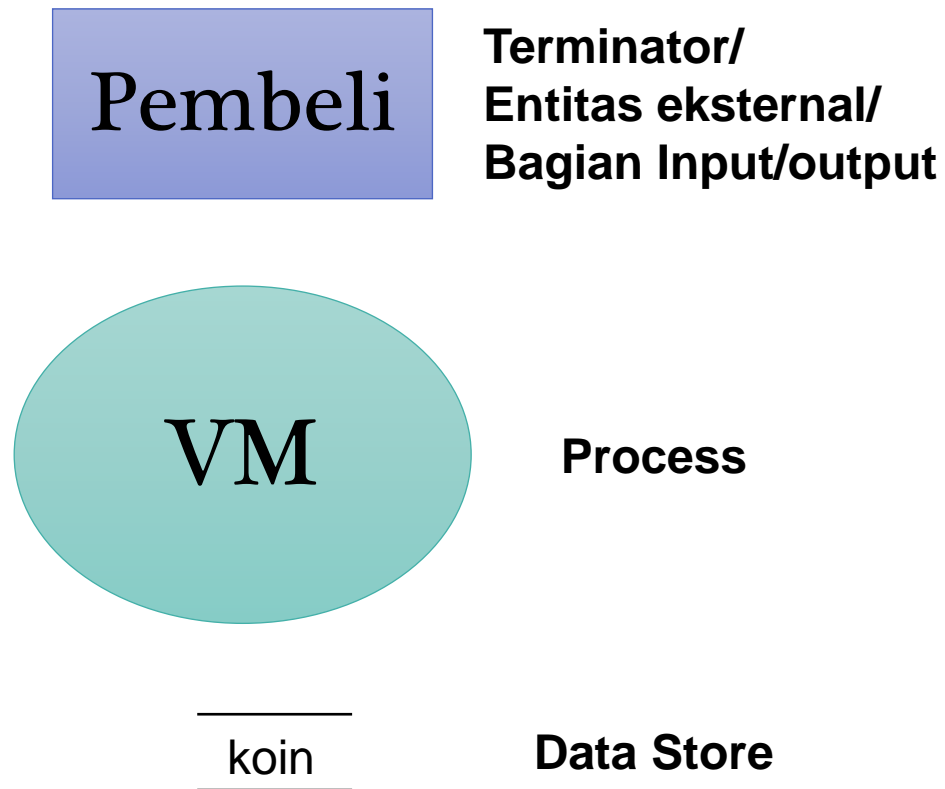 Pembeli
Terminator/
Entitas eksternal/
Bagian Input/output
VM
Process
koin
Data Store